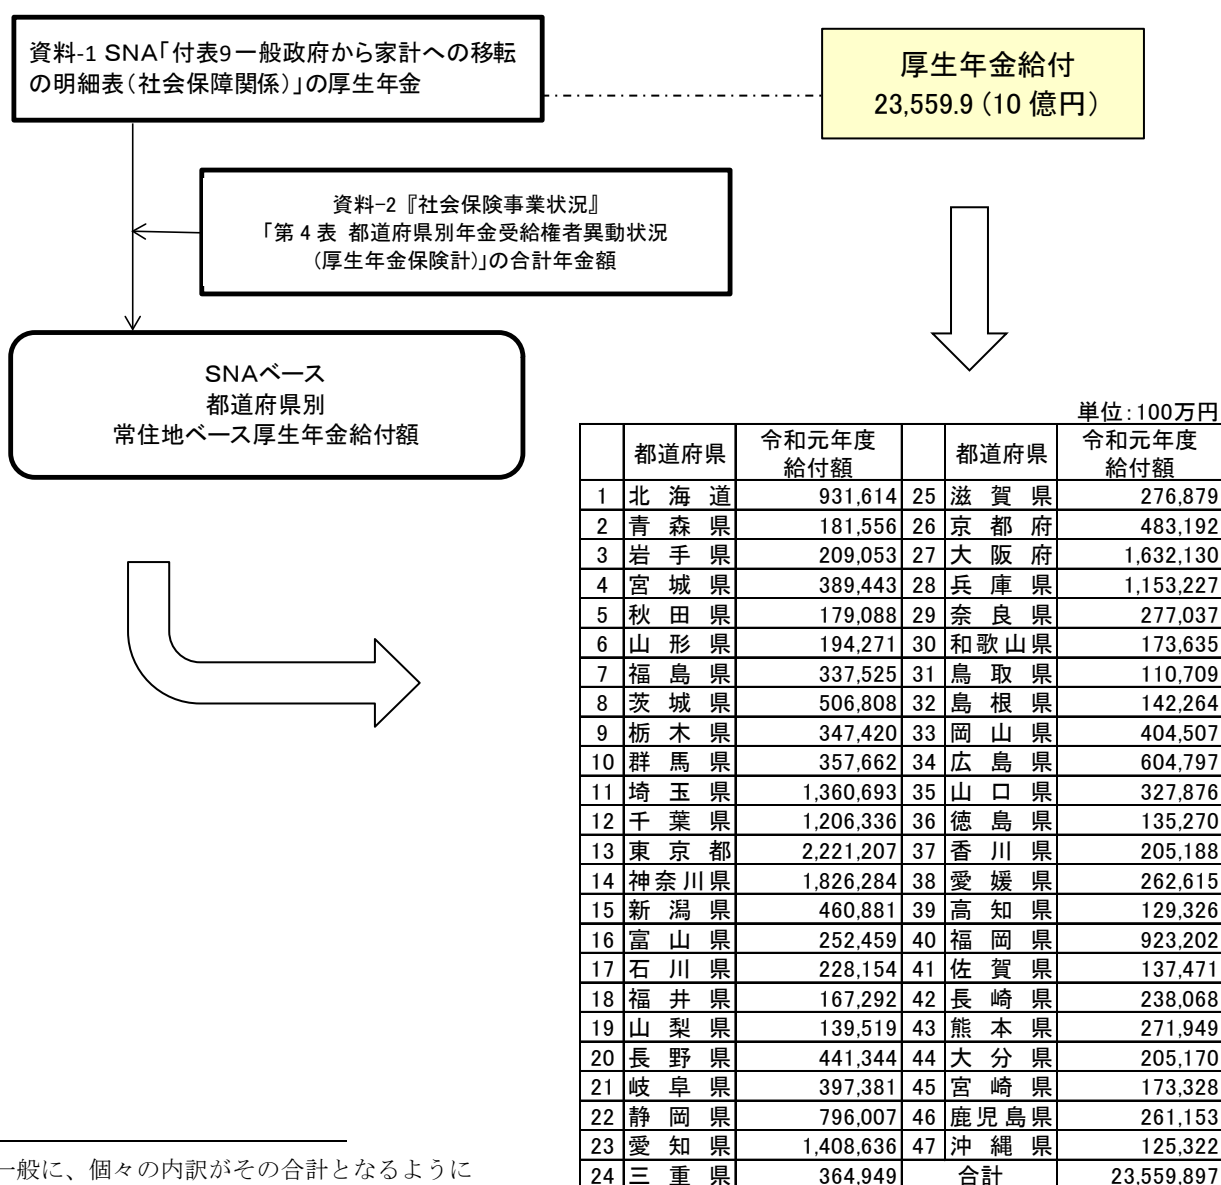 資料-1 SNA「付表9一般政府から家計への移転
の明細表（社会保障関係）」の厚生年金
厚生年金給付
23,559.9（10億円）
資料-2『社会保険事業状況』
「第4表 都道府県別年金受給権者異動状況
（厚生年金保険計）」の合計年金額
SNAベース
都道府県別
常住地ベース厚生年金給付額
単位：100万円
都道府県 令和元年度 給付額 都道府県 令和元年度 給付額
1 北海道 931,614 25 滋賀県 276,879
2 青森県 181,556 26 京都府 483,192
3 岩手県 209,053 27 大阪府 1,632,130
4 宮城県 389,443 28 兵庫県 1,153,227
5 秋田県 179,088 29 奈良県 277,037
6 山形県 194,271 30 和歌山県 173,635
7 福島県 337,525 31 鳥取県 110,709
8 茨城県 506,808 32 島根県 142,264
9 栃木県 347,420 33 岡山県 404,507
10 群馬県 357,662 34 広島県 604,797
11 埼玉県 1,360,693 35 山口県 327,876
12 千葉県 1,206,336 36 徳島県 135,270
13 東京都 2,221,207 37 香川県 205,188
14 神奈川県 1,826,284 38 愛媛県 262,615
15 新潟県 460,881 39 高知県 129,326
16 富山県 252,459 40 福岡県 923,202
17 石川県 228,154 41 佐賀県 137,471
18 福井県 167,292 42 長崎県 238,068
19 山梨県 139,519 43 熊本県 271,949
20 長野県 441,344 44 大分県 205,170
21 岐阜県 397,381 45 宮崎県 173,328
22 静岡県 796,007 46 鹿児島県 261,153
23 愛知県 1,408,636 47 沖縄県 125,322
24 三重県 364,949 合計 23,559,897
一般に、個々の内訳がその合計となるように